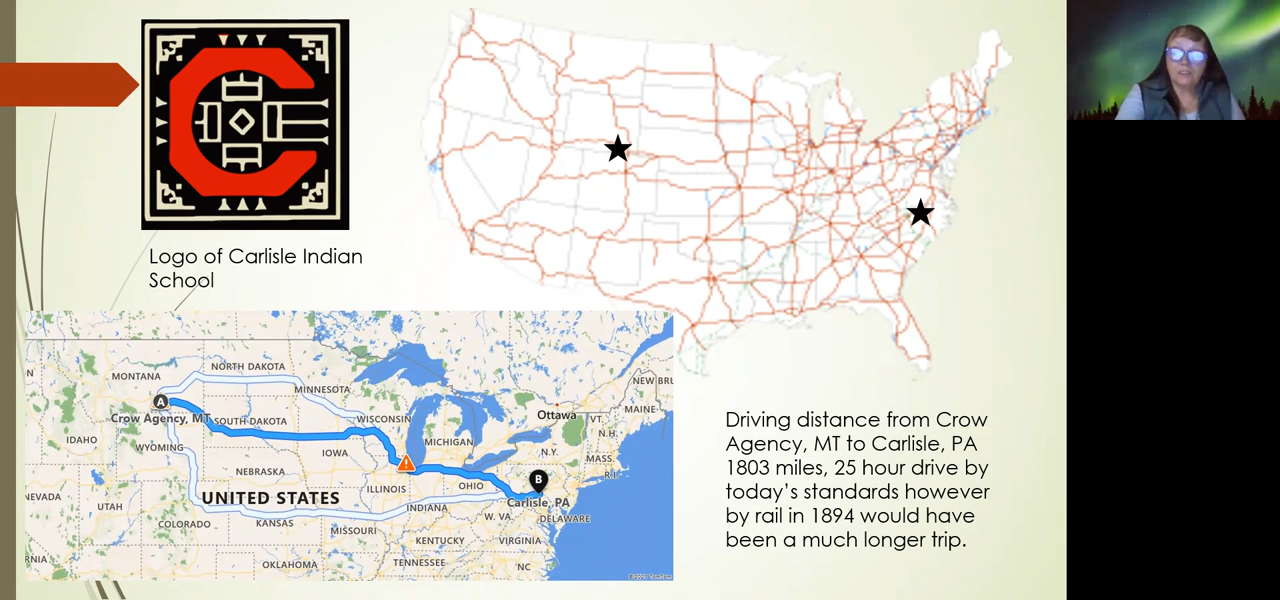 Logo of Carlisle Indian
School
NORTH DAKOTA
MONTANA
MINNESOTA
NEW BRU
A
Crow Agency, MT
SOUTH DAKOTA
WISCONSIN
Ottawa
VT.
MAINE
IDAHO
MICHIGAN
N.H.
WYOMING
IOWA
N.Y.
MASS.
NEBRASKA
B
R.I.
ILLINOIS
OHIO
NEVADA
UNITED STATES
Carlisle, PA
UTAH
INDIANA
COLORADO
KANSAS
W. VA
DELAWARE
MISSOURI
KENTUCKY
VIRGINIA
RNIA
OKLAHOMA
TENNESSEE
NC
Driving distance from Crow
Agency, MT to Carlisle, PA
1803 miles, 25 hour drive by
today's standards however
by rail in 1894 would have
been a much longer trip.